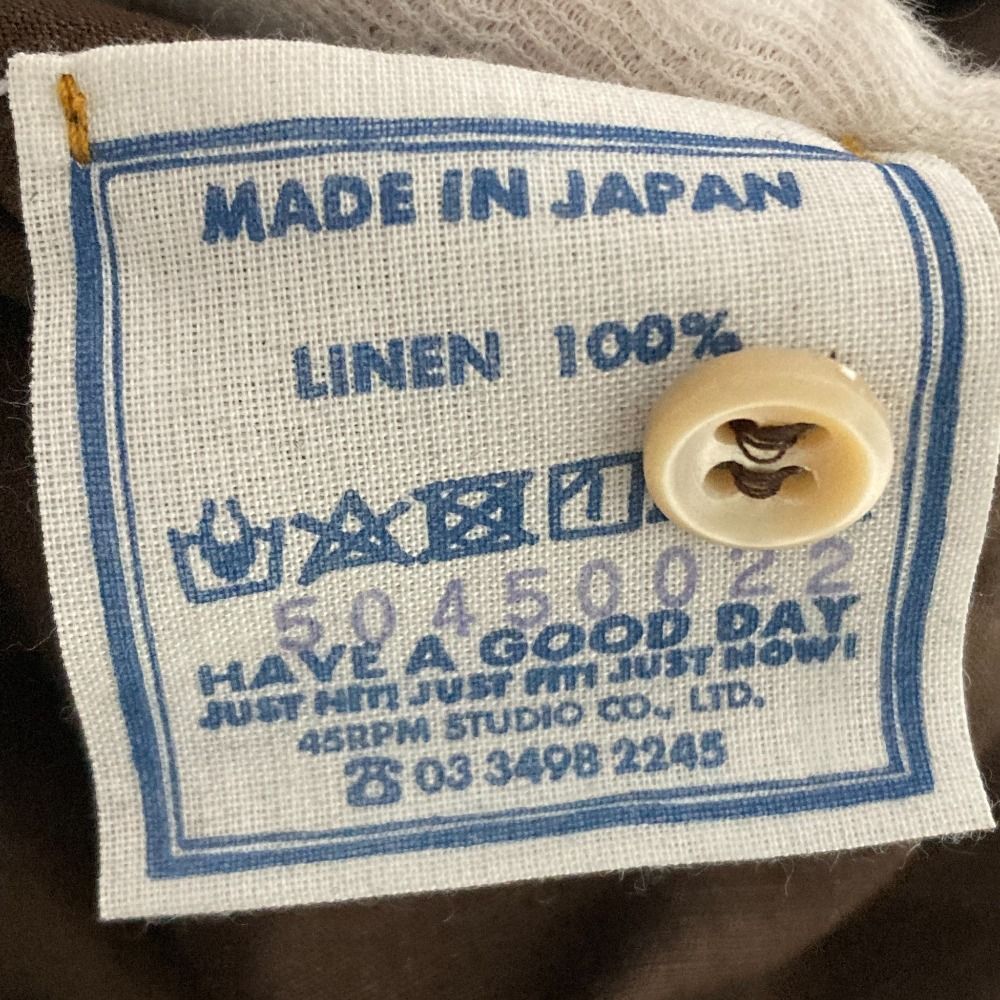 MADE IN JAPAN
LINEN 100%
50450022
HAVE A GOOD DAY
JUST HIT! JUST FIT! JUST NOW!
45RPM STUDIO CO., LTD.
☎ 03 3498 2245